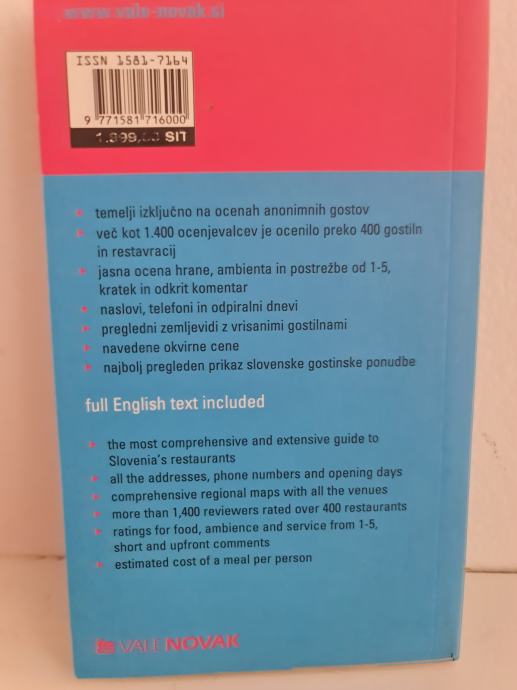 www.vale-novak.si
ISSN 1581-7164
9 771581 716000
SIT
temelji izključno na ocenah anonimnih gostov
več kot 1.400 ocenjevalcev je ocenilo preko 400 gostiln
in restavracij
jasna ocena hrane, ambienta in postrežbe od 1-5,
kratek in odkrit komentar
naslovi, telefoni in odpiralni dnevi
pregledni zemljevidi z vrisanimi gostilnami
navedene okvirne cene
najbolj pregleden prikaz slovenske gostinske ponudbe
full English text included
the most comprehensive and extensive guide to
Slovenia's restaurants
all the addresses, phone numbers and opening days
comprehensive regional maps with all the venues
more than 1,400 reviewers rated over 400 restaurants
ratings for food, ambience and service from 1-5,
short and upfront comments
estimated cost of a meal per person
VALENOVAK